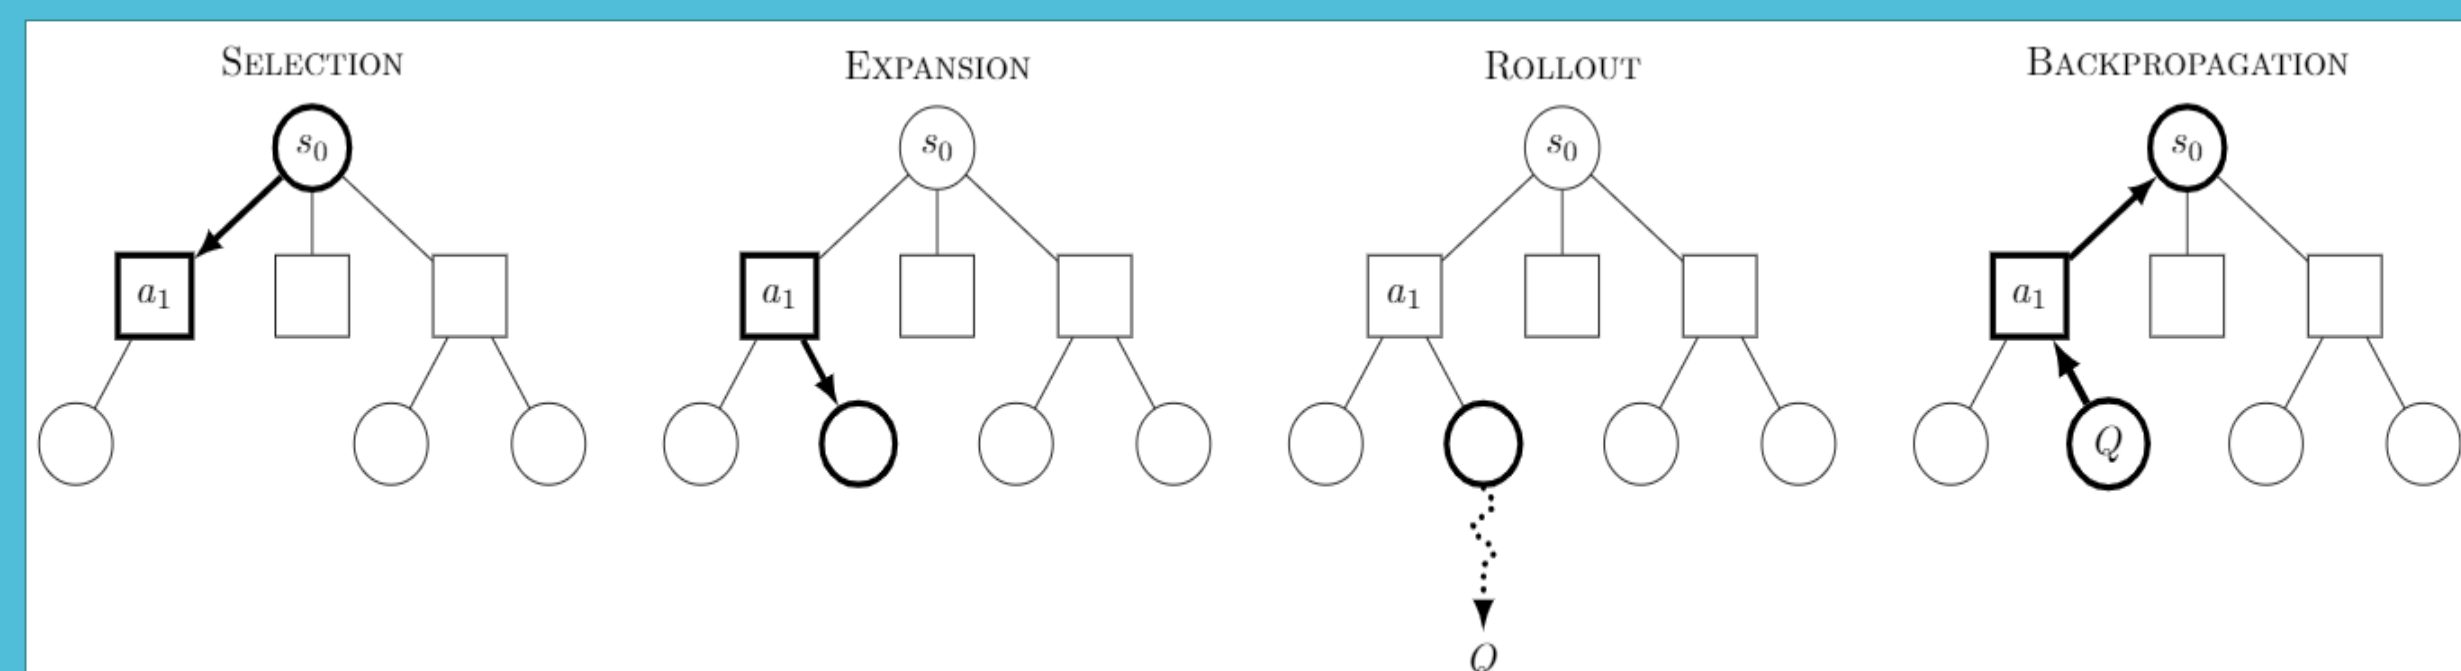 SELECTION
s0
a1
EXPANSION
s0
a1
ROLLOUT
s0
a1
Q
BACKPROPAGATION
s0
a1
Q